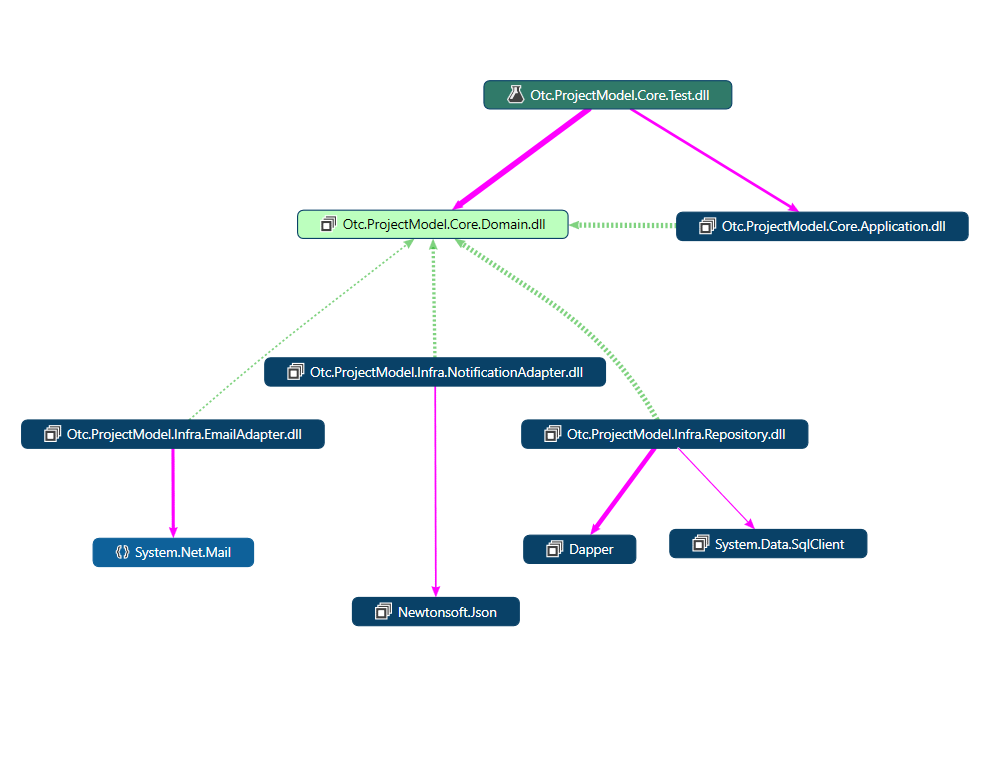 Otc.ProjectModel.Core.Test.dll
Otc.ProjectModel.Core.Domain.dll
Otc.ProjectModel.Core.Application.dll
Otc.ProjectModel.Infra.NotificationAdapter.dll
Otc.ProjectModel.Infra.EmailAdapter.dll
Otc.ProjectModel.Infra.Repository.dll
System.Net.Mail
Dapper
System.Data.SqlClient
Newtonsoft.Json